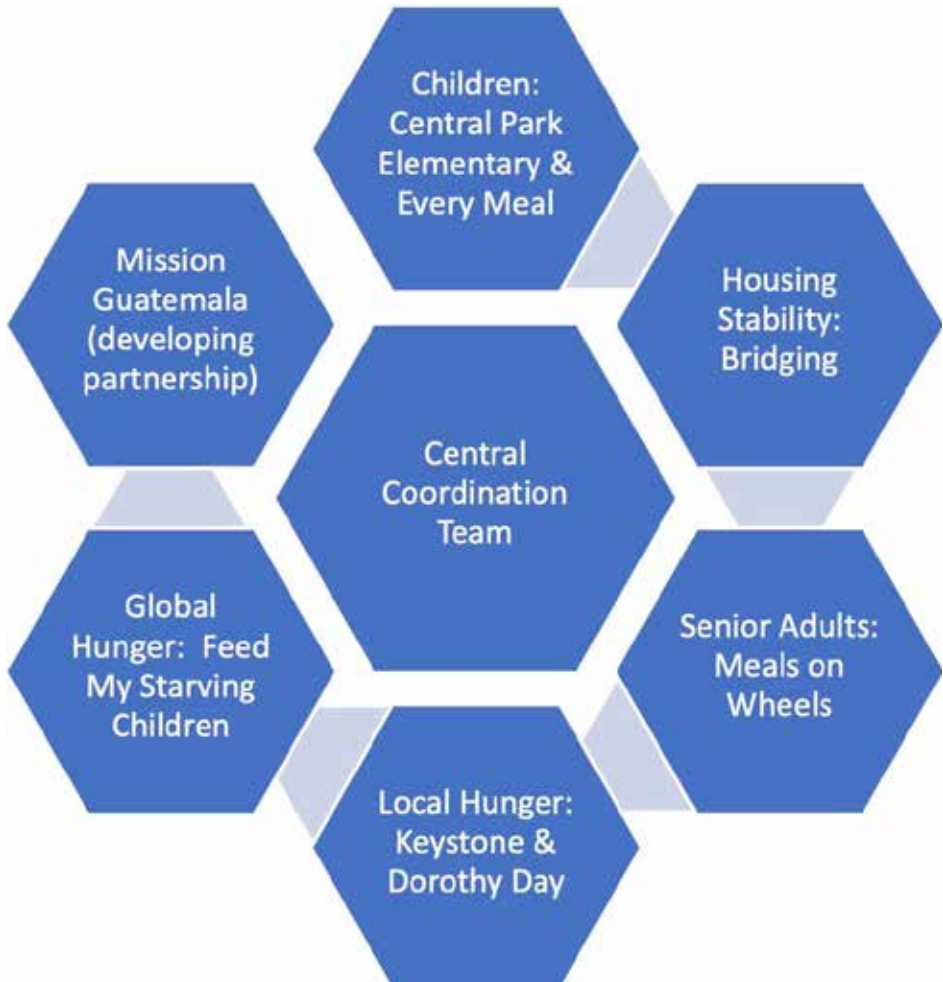 Children:
Central Park
Elementary &
Every Meal
Housing
Stability:
Bridging
Senior Adults:
Meals on
Wheels
Local Hunger:
Keystone &
Dorothy Day
Global
Hunger:  Feed
My Starving
Children
Mission
Guatemala
(developing
partnership)
Central
Coordination
Team